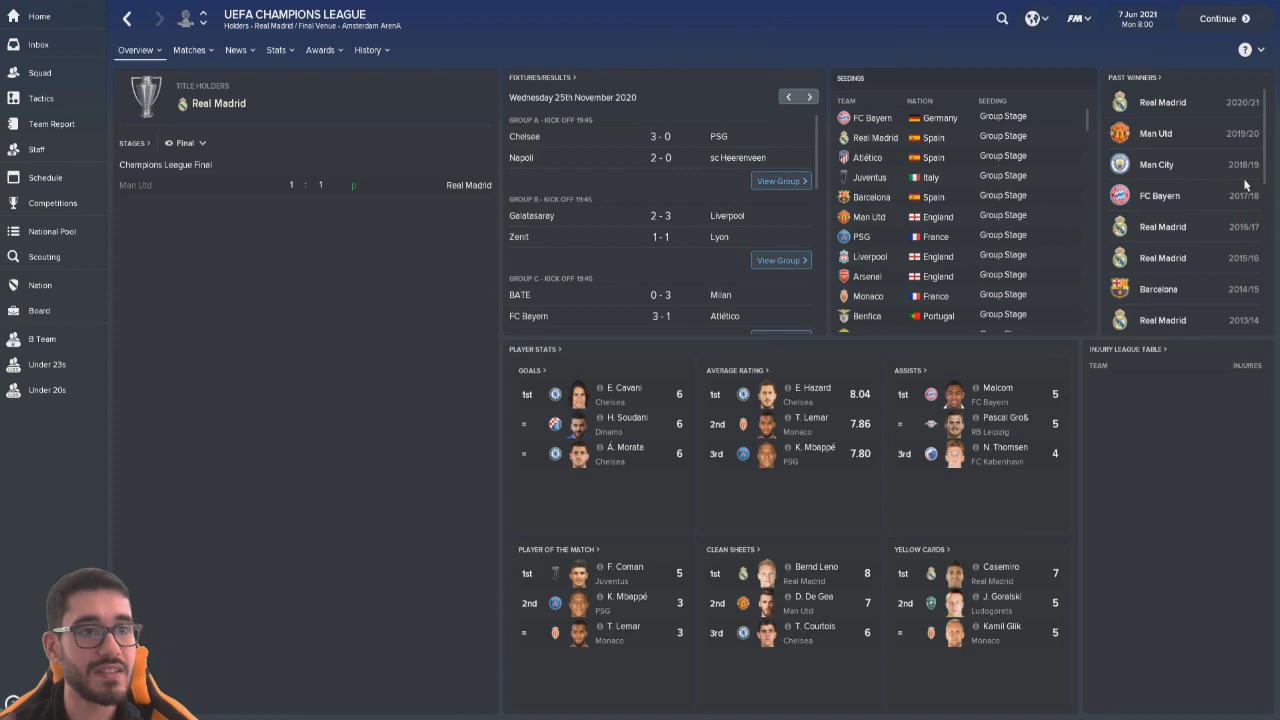 Home
Inbox
Squad
Tactics
Team Report
Staff
Schedule
Competitions
National Pool
Scouting
Nation
Board
B Team
Under 23s
Under 20s
UEFA CHAMPIONS LEAGUE
Holders - Real Madrid / Final Venue - Amsterdam ArenA
FM
7 Jun 2021
Mon 8:00
Continue
Overview Matches News Stats Awards History
?
TITLE HOLDERS
Real Madrid
STAGES > Final
Champions League Final
Man Utd 1 : 1 p Real Madrid
FIXTURES/RESULTS >
Wednesday 25th November 2020
GROUP A - KICK OFF 19:45
Chelsea 3 - 0 PSG
Napoli 2 - 0 sc Heerenveen
View Group >
GROUP B - KICK OFF 19:45
Galatasaray 2 - 3 Liverpool
Zenit 1 - 1 Lyon
View Group >
GROUP C - KICK OFF 19:45
BATE 0 - 3 Milan
FC Bayern 3 - 1 Atlético
SEEDINGS
TEAM NATION SEEDING
FC Bayern Germany Group Stage
Real Madrid Spain Group Stage
Atlético Spain Group Stage
Juventus Italy Group Stage
Barcelona Spain Group Stage
Man Utd England Group Stage
PSG France Group Stage
Liverpool England Group Stage
Arsenal England Group Stage
Monaco France Group Stage
Benfica Portugal Group Stage
PAST WINNERS >
Real Madrid 2020/21
Man Utd 2019/20
Man City 2018/19
FC Bayern 2017/18
Real Madrid 2016/17
Real Madrid 2015/16
Barcelona 2014/15
Real Madrid 2013/14
PLAYER STATS >
GOALS >
1st E. Cavani 6
Chelsea
= H. Soudani 6
Dinamo
= Á. Morata 6
Chelsea
AVERAGE RATING >
1st E. Hazard 8.04
Chelsea
2nd T. Lemar 7.86
Monaco
3rd K. Mbappé 7.80
PSG
ASSISTS >
1st Malcom 5
FC Bayern
= Pascal Groß 5
RB Leipzig
3rd N. Thomsen 4
FC København
PLAYER OF THE MATCH >
1st F. Coman 5
Juventus
2nd K. Mbappé 3
PSG
= T. Lemar 3
Monaco
CLEAN SHEETS >
1st Bernd Leno 8
Real Madrid
2nd D. De Gea 7
Man Utd
3rd T. Courtois 6
Chelsea
YELLOW CARDS >
1st Casemiro 7
Real Madrid
2nd J. Goralski 5
Ludogorets
= Kamil Glik 5
Monaco
INJURY LEAGUE TABLE >
TEAM INJURIES